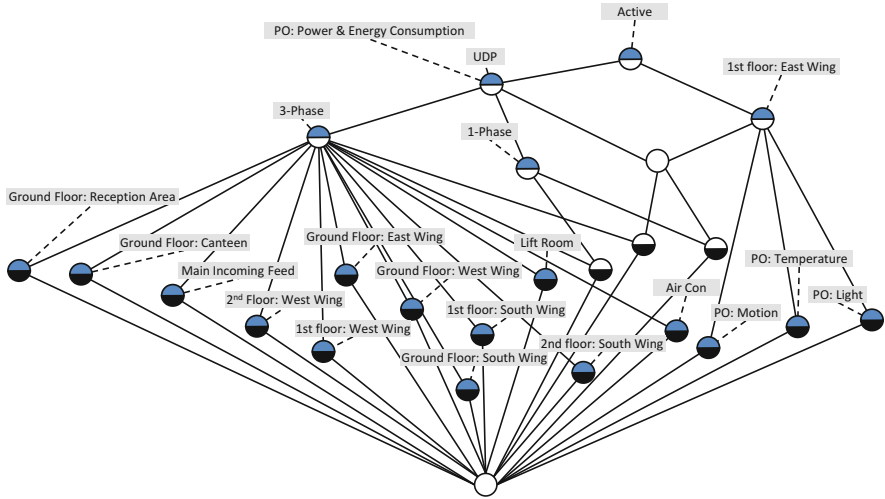 Active
PO: Power & Energy Consumption
UDP
1st floor: East Wing
3-Phase
1-Phase
Ground Floor: Reception Area
Ground Floor: Canteen
Ground Floor: East Wing
Lift Room
Main Incoming Feed
Ground Floor: West Wing
PO: Temperature
2nd Floor: West Wing
1st floor: South Wing
Air Con
PO: Light
1st floor: West Wing
2nd floor: South Wing
PO: Motion
Ground Floor: South Wing